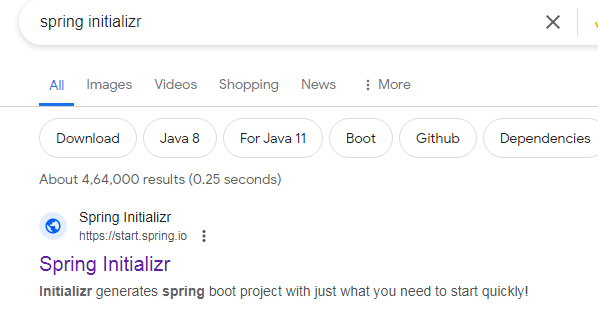 spring initializr
All Images Videos Shopping News More
Download Java 8 For Java 11 Boot Github Dependencies
About 4,64,000 results (0.25 seconds)
Spring Initializr
https://start.spring.io
Spring Initializr
Initializr generates spring boot project with just what you need to start quickly!